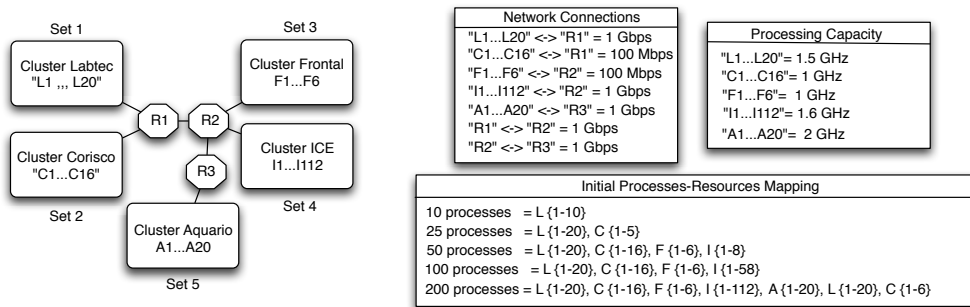 Set 1
Set 3
Cluster Labtec
"L1 ,,, L20"
Cluster Frontal
F1...F6
R1
R2
Cluster Corisco
"C1...C16"
R3
Cluster ICE
I1...I112
Set 2
Cluster Aquario
A1...A20
Set 4
Set 5
Network Connections
"L1...L20" <-> "R1" = 1 Gbps
"C1...C16" <-> "R1" = 100 Mbps
"F1...F6" <-> "R2" = 100 Mbps
"I1...I112" <-> "R2" = 1 Gbps
"A1...A20" <-> "R3" = 1 Gbps
"R1" <-> "R2" = 1 Gbps
"R2" <-> "R3" = 1 Gbps
Processing Capacity
"L1...L20"= 1.5 GHz
"C1...C16"= 1 GHz
"F1...F6"= 1 GHz
"I1...I112"= 1.6 GHz
"A1...A20"= 2 GHz
Initial Processes-Resources Mapping
10 processes = L {1-10}
25 processes = L {1-20}, C {1-5}
50 processes = L {1-20}, C {1-16}, F {1-6}, I {1-8}
100 processes = L {1-20}, C {1-16}, F {1-6}, I {1-58}
200 processes = L {1-20}, C {1-16}, F {1-6}, I {1-112}, A {1-20}, L {1-20}, C {1-6}